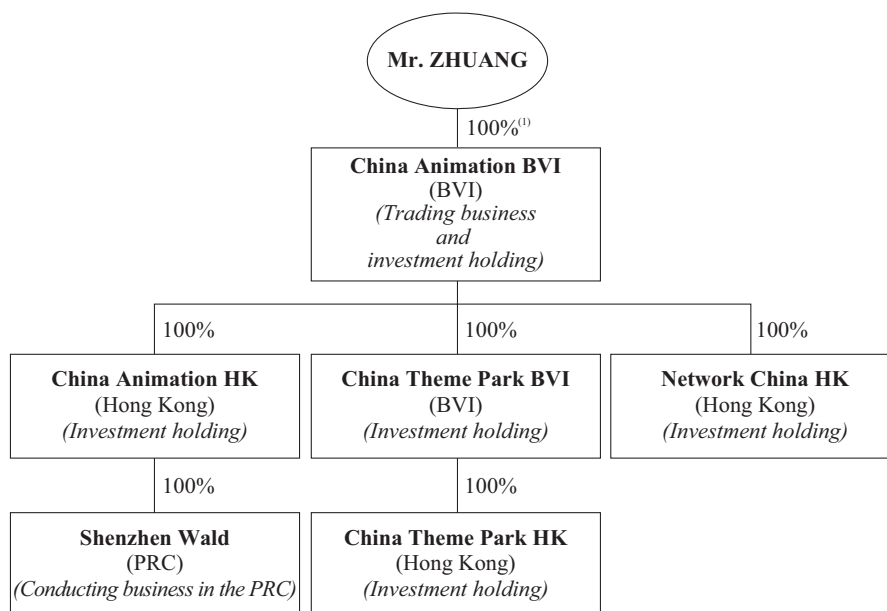 Mr. ZHUANG
100%(1)
China Animation BVI
(BVI)
(Trading business
and
investment holding)
100%
100%
100%
China Animation HK
(Hong Kong)
(Investment holding)
China Theme Park BVI
(BVI)
(Investment holding)
Network China HK
(Hong Kong)
(Investment holding)
100%
100%
Shenzhen Wald
(PRC)
(Conducting business in the PRC)
China Theme Park HK
(Hong Kong)
(Investment holding)